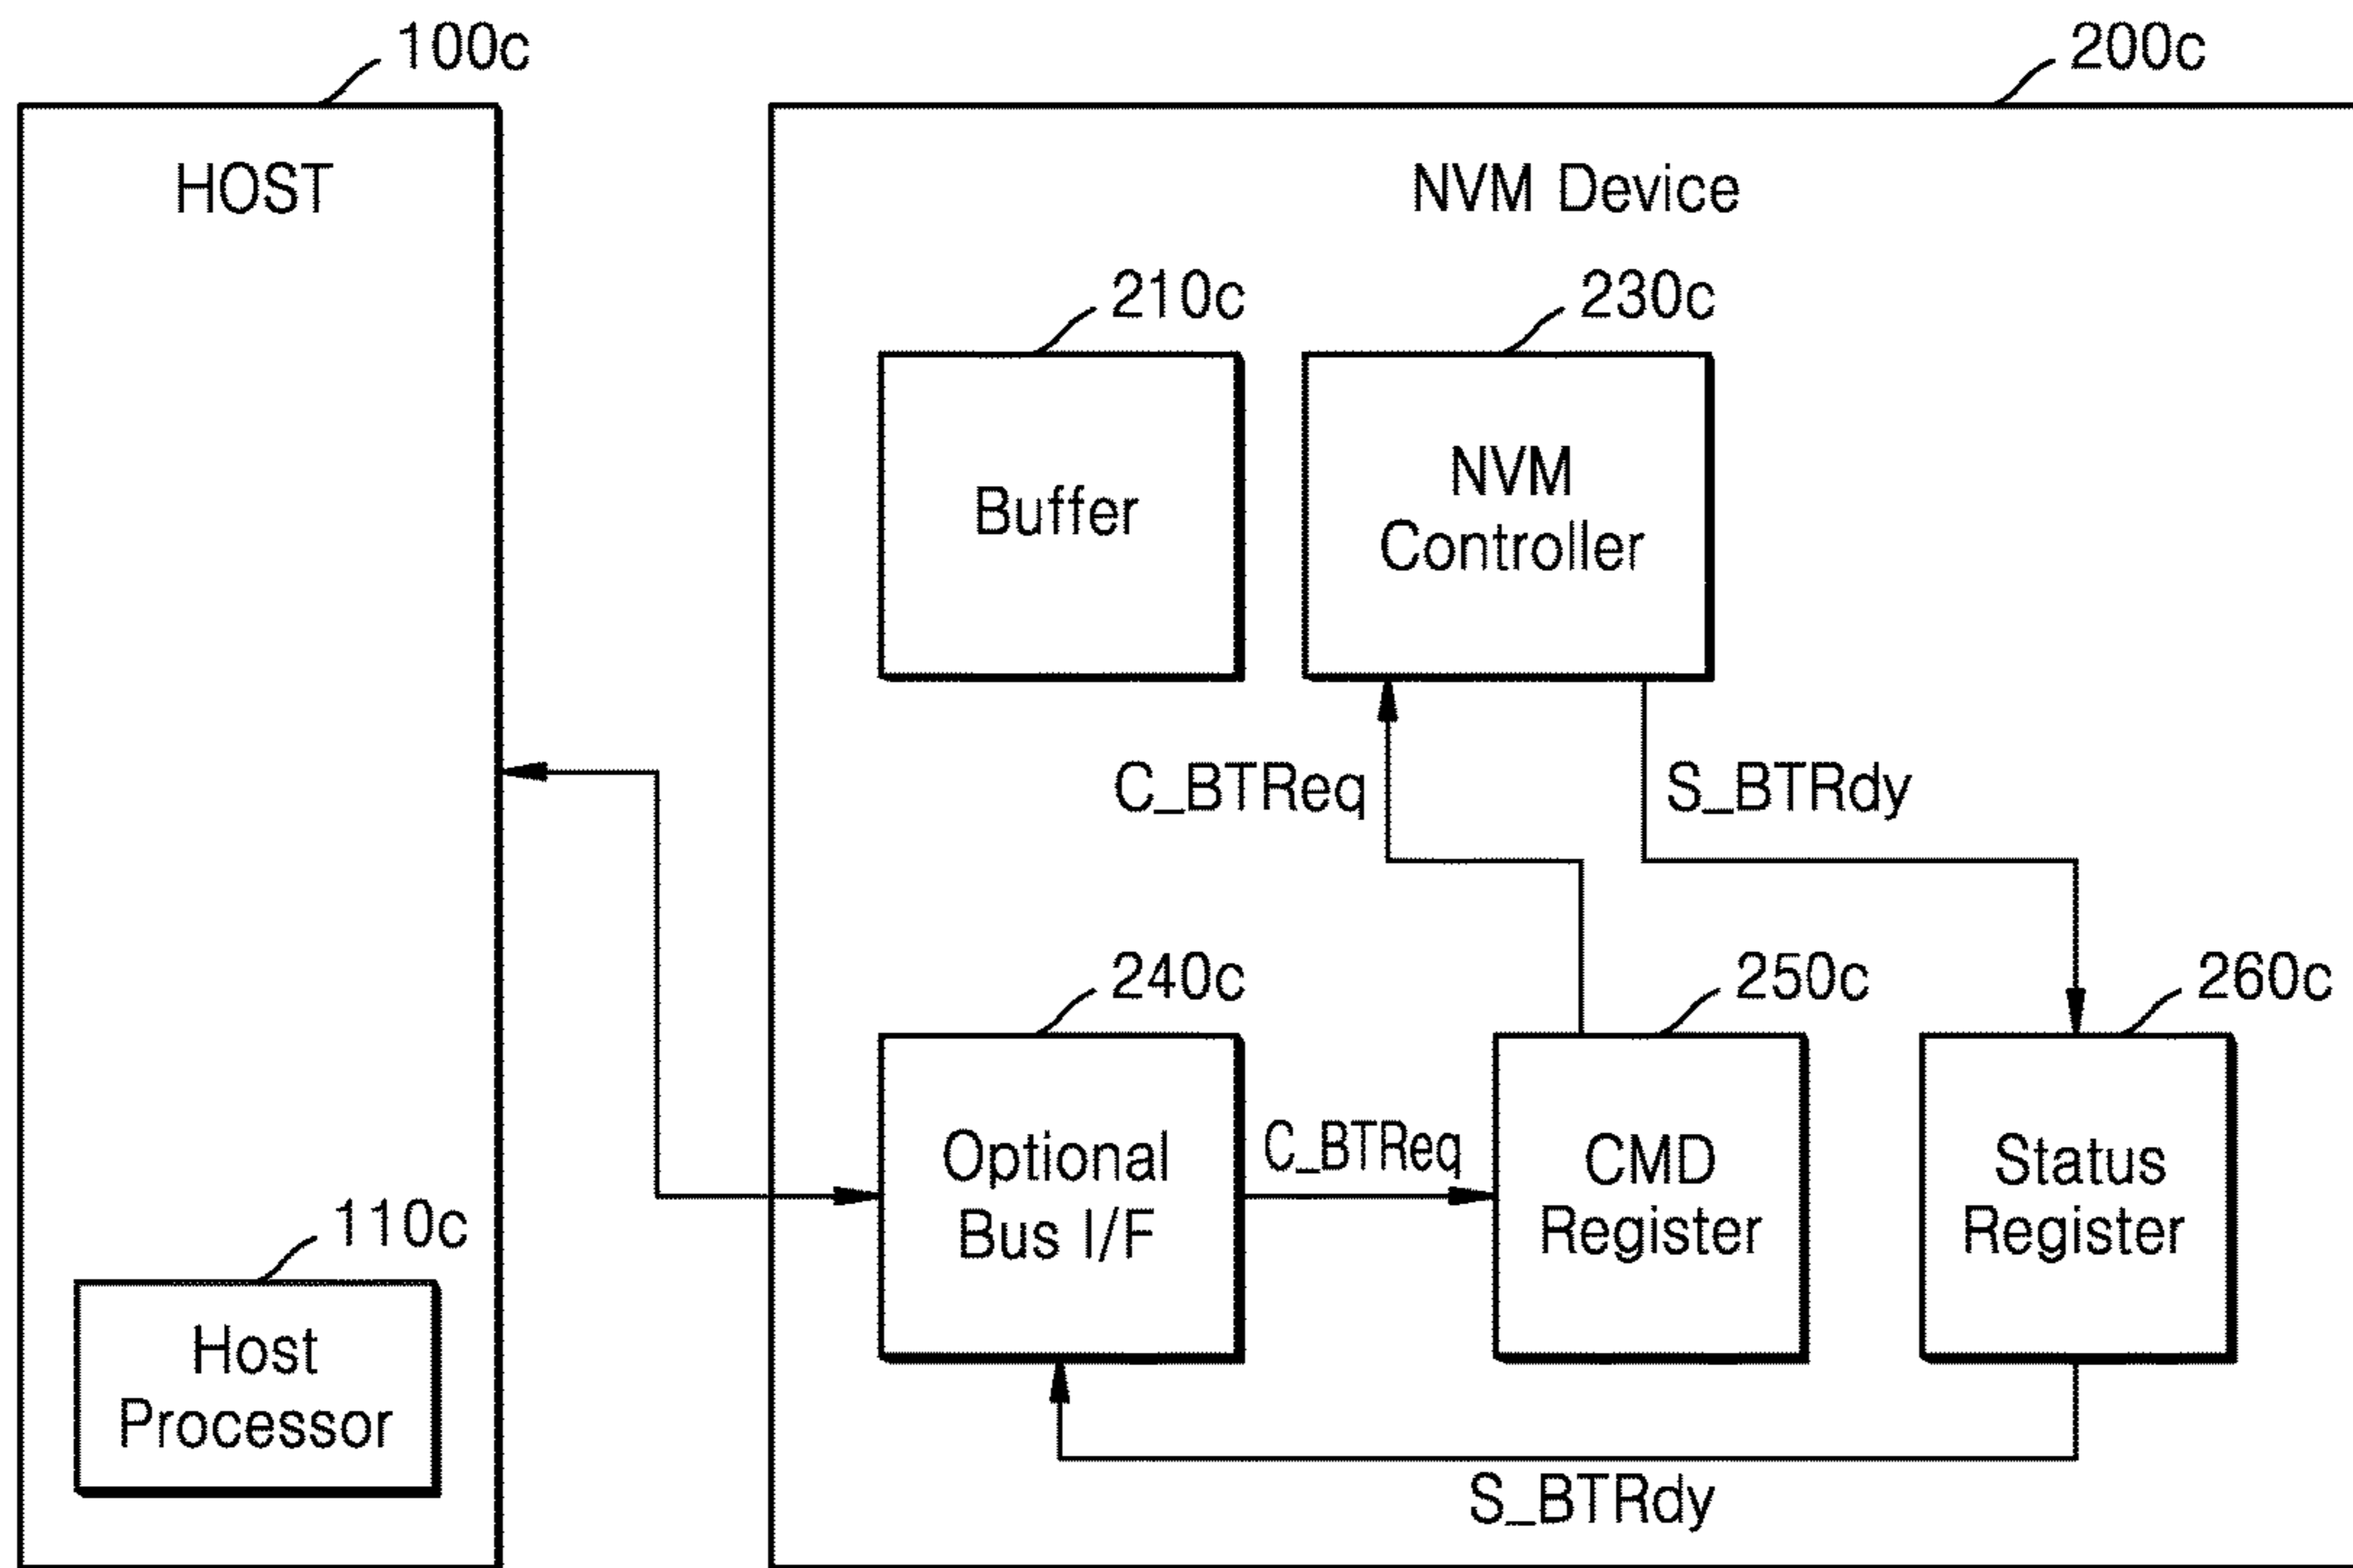 100c
200c
HOST
NVM Device
210c
230c
Buffer
NVM
Controller
C_BTReq
S_BTRdy
240c
250c
260c
Optional
Bus I/F
C_BTReq
CMD
Register
Status
Register
110c
Host
Processor
S_BTRdy